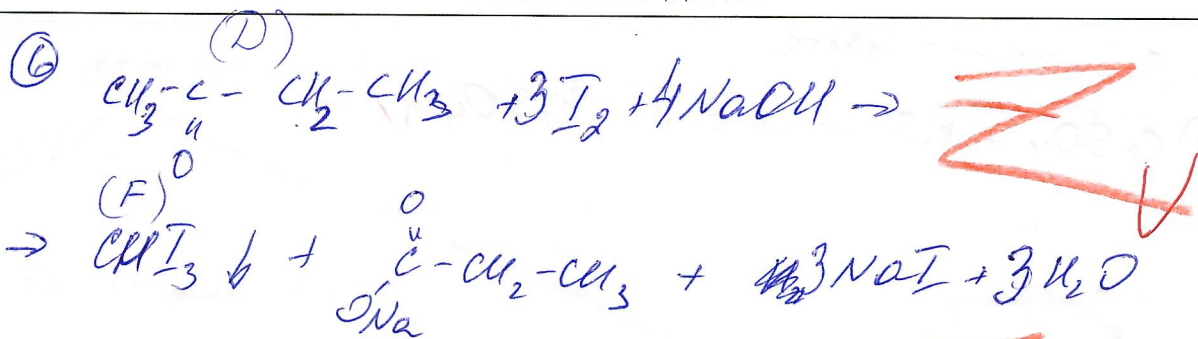 6 (D)
CH₃-C-CH₂-CH₃ +3I₂+4NaOH →
"
O
(F) O
→ CHI₃ ↓ + C-CH₂-CH₃ + 3NaI + 3H₂O
ONa